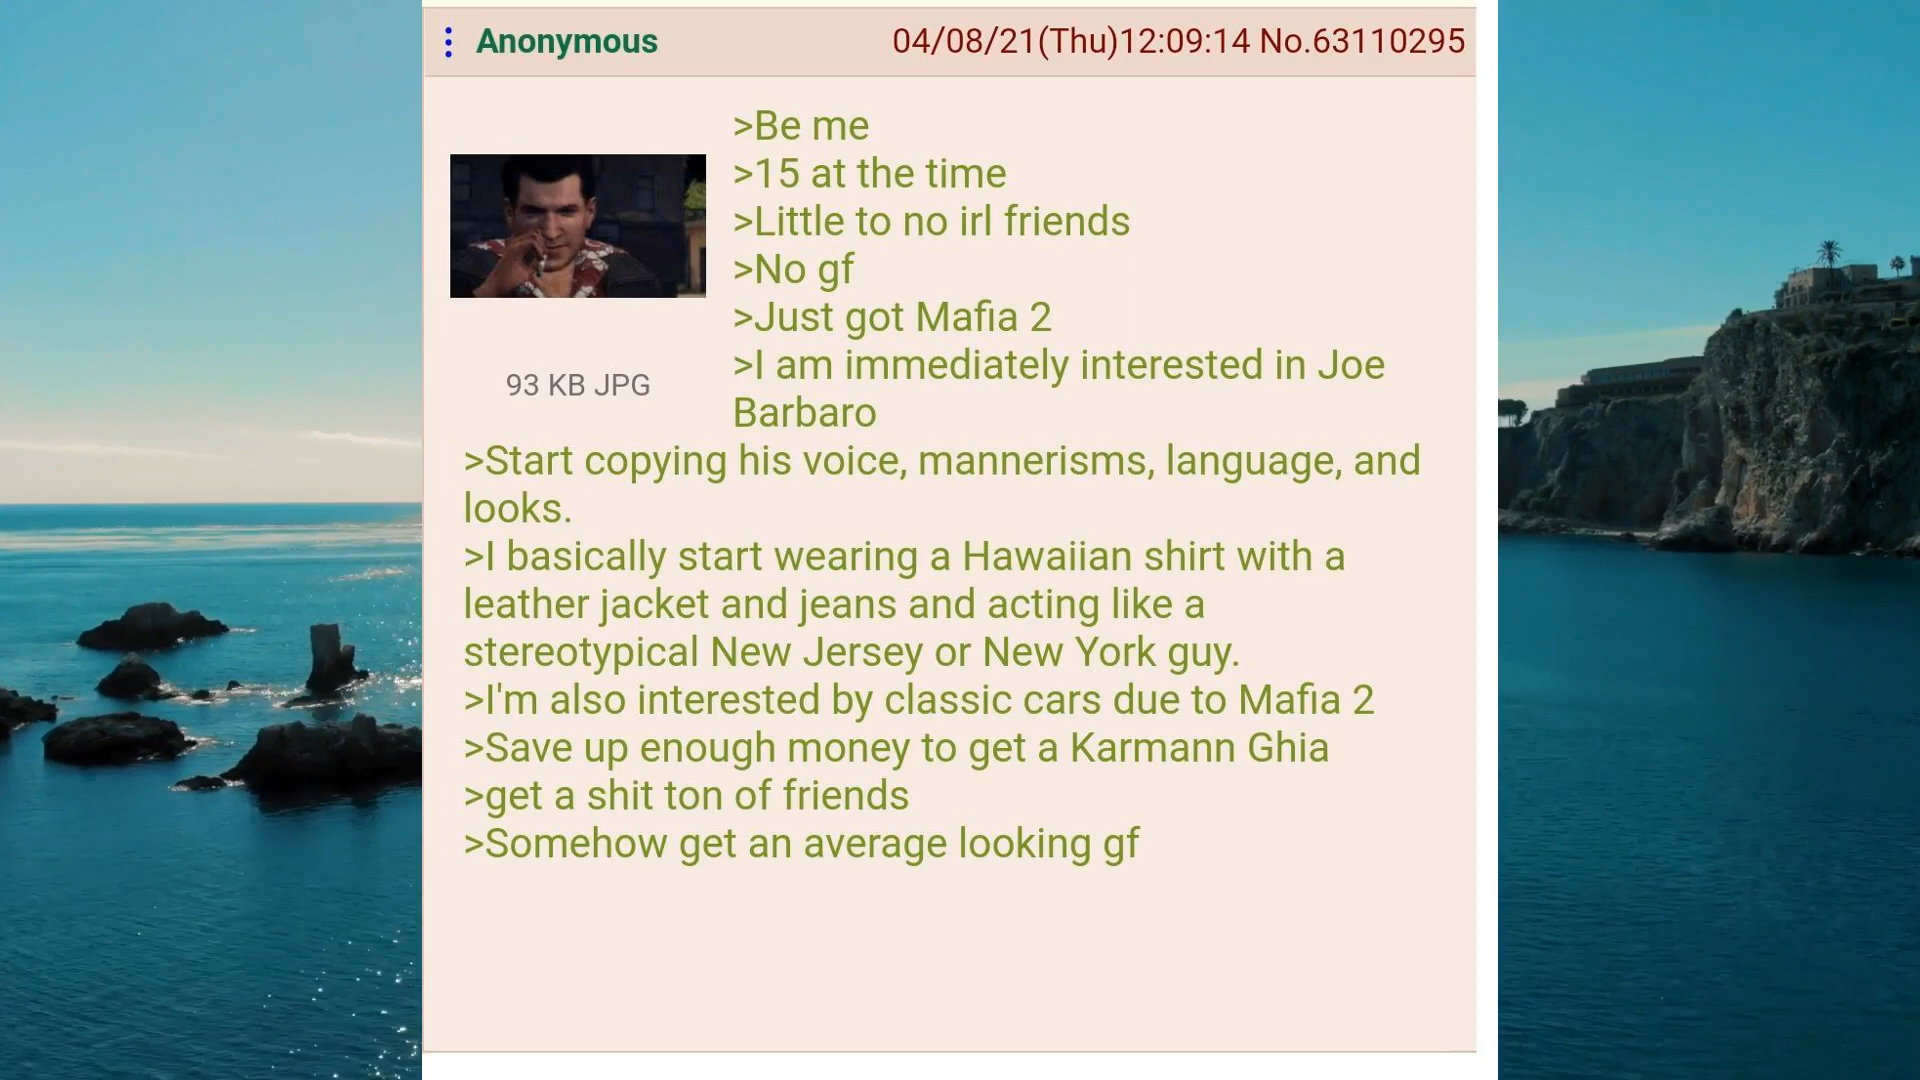 Anonymous 04/08/21(Thu)12:09:14 No.63110295
>Be me
>15 at the time
>Little to no irl friends
>No gf
>Just got Mafia 2
>I am immediately interested in Joe
93 KB JPG
Barbaro
>Start copying his voice, mannerisms, language, and
looks.
>I basically start wearing a Hawaiian shirt with a
leather jacket and jeans and acting like a
stereotypical New Jersey or New York guy.
>I'm also interested by classic cars due to Mafia 2
>Save up enough money to get a Karmann Ghia
>get a shit ton of friends
>Somehow get an average looking gf